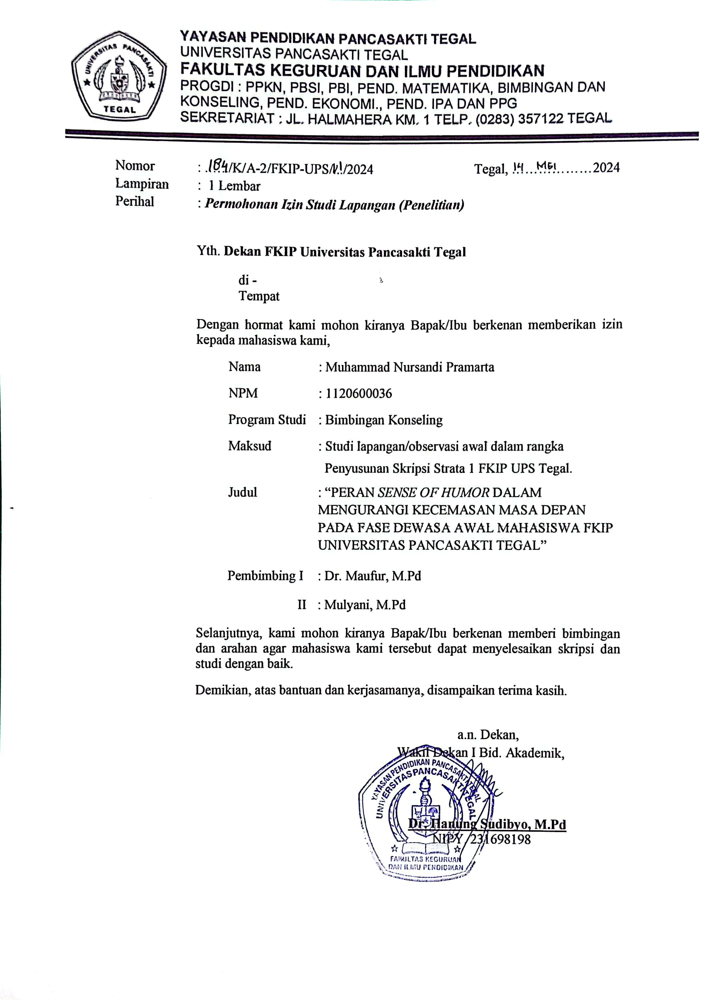 UNIVERSITAS PANCASAKTI
TEGAL
YAYASAN PENDIDIKAN PANCASAKTI TEGAL
UNIVERSITAS PANCASAKTI TEGAL
FAKULTAS KEGURUAN DAN ILMU PENDIDIKAN
PROGDI : PPKN, PBSI, PBI, PEND. MATEMATIKA, BIMBINGAN DAN
KONSELING, PEND. EKONOMI., PEND. IPA DAN PPG
SEKRETARIAT : JL. HALMAHERA KM. 1 TELP. (0283) 357122 TEGAL
Nomor : .184/K/A-2/FKIP-UPS/ /2024 Tegal, 14 MEI 2024
Lampiran : 1 Lembar
Perihal : Permohonan Izin Studi Lapangan (Penelitian)
Yth. Dekan FKIP Universitas Pancasakti Tegal
di -
Tempat
Dengan hormat kami mohon kiranya Bapak/Ibu berkenan memberikan izin
kepada mahasiswa kami,
Nama : Muhammad Nursandi Pramarta
NPM : 1120600036
Program Studi : Bimbingan Konseling
Maksud : Studi lapangan/observasi awal dalam rangka
Penyusunan Skripsi Strata 1 FKIP UPS Tegal.
Judul : “PERAN SENSE OF HUMOR DALAM
MENGURANGI KECEMASAN MASA DEPAN
PADA FASE DEWASA AWAL MAHASISWA FKIP
UNIVERSITAS PANCASAKTI TEGAL”
Pembimbing I : Dr. Maufur, M.Pd
II : Mulyani, M.Pd
Selanjutnya, kami mohon kiranya Bapak/Ibu berkenan memberi bimbingan
dan arahan agar mahasiswa kami tersebut dapat menyelesaikan skripsi dan
studi dengan baik.
Demikian, atas bantuan dan kerjasamanya, disampaikan terima kasih.
a.n. Dekan,
Wakil Dekan I Bid. Akademik,
YAYASAN PENDIDIKAN PANCASAKTI TEGAL
UNIVERSITAS PANCASAKTI TEGAL
Dr. Hanung Sudibyo, M.Pd
NIPY 231698198
FAKULTAS KEGURUAN
DAN ILMU PENDIDIKAN